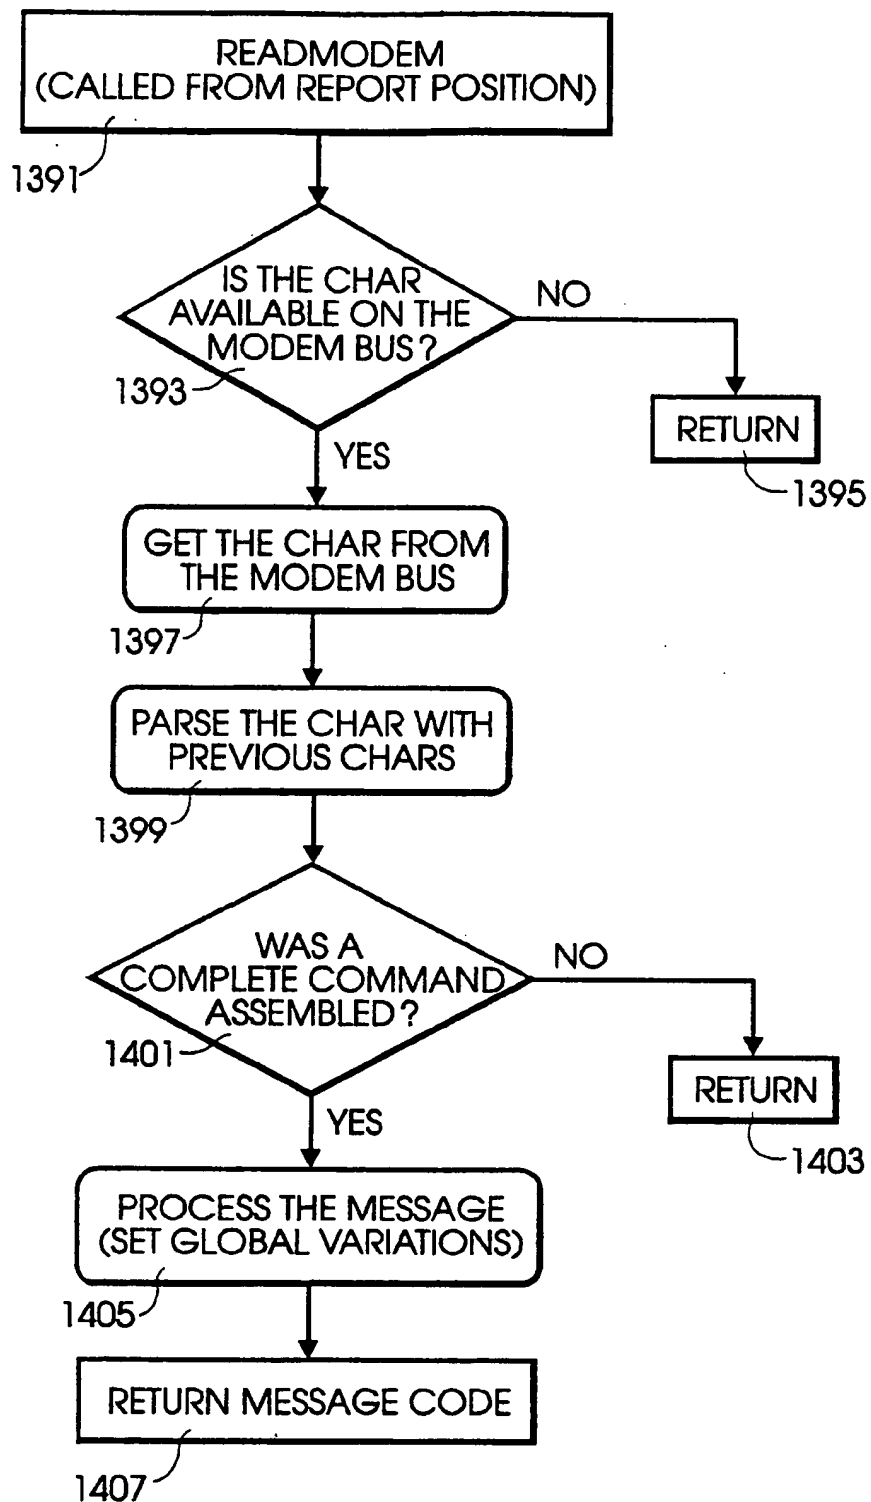 READMODEM
(CALLED FROM REPORT POSITION)
1391
IS THE CHAR
AVAILABLE ON THE
MODEM BUS?
1393
NO
RETURN
1395
YES
GET THE CHAR FROM
THE MODEM BUS
1397
PARSE THE CHAR WITH
PREVIOUS CHARS
1399
WAS A
COMPLETE COMMAND
ASSEMBLED?
1401
NO
RETURN
1403
YES
PROCESS THE MESSAGE
(SET GLOBAL VARIATIONS)
1405
RETURN MESSAGE CODE
1407